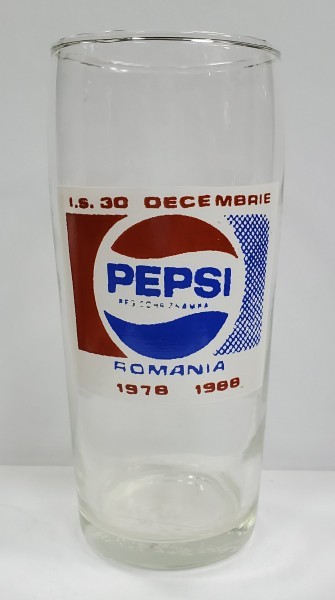 I.S. 30 DECEMBRIE
PEPSI
ROMANIA
1978 1988